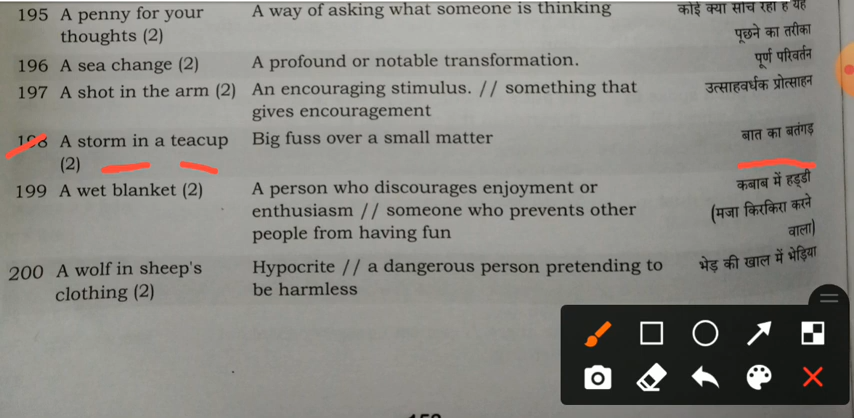 195 A penny for your A way of asking what someone is thinking कोई क्या सोच रहा है यह
thoughts (2) पूछने का तरीका
196 A sea change (2) A profound or notable transformation. पूर्ण परिवर्तन
197 A shot in the arm (2) An encouraging stimulus. // something that उत्साहवर्धक प्रोत्साहन
gives encouragement
198 A storm in a teacup Big fuss over a small matter बात का बतंगड़
(2)
199 A wet blanket (2) A person who discourages enjoyment or कबाब में हड्डी
enthusiasm // someone who prevents other (मजा किरकिरा करने
people from having fun वाला)
200 A wolf in sheep's Hypocrite // a dangerous person pretending to भेड़ की खाल में भेड़िया
clothing (2) be harmless